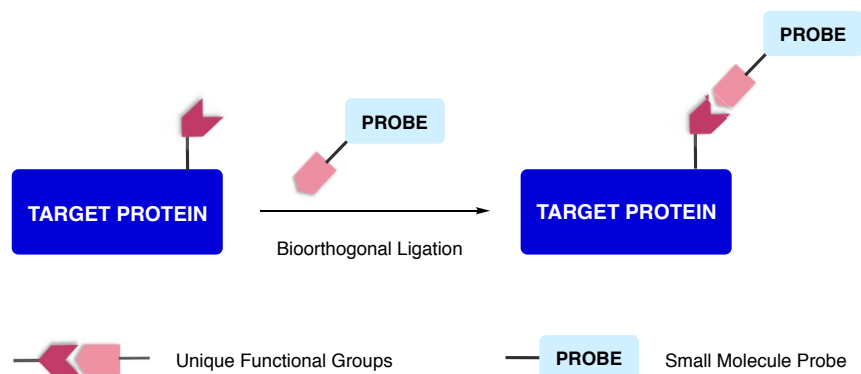 PROBE
PROBE
TARGET PROTEIN
TARGET PROTEIN
Bioorthogonal Ligation
Unique Functional Groups
PROBE
Small Molecule Probe